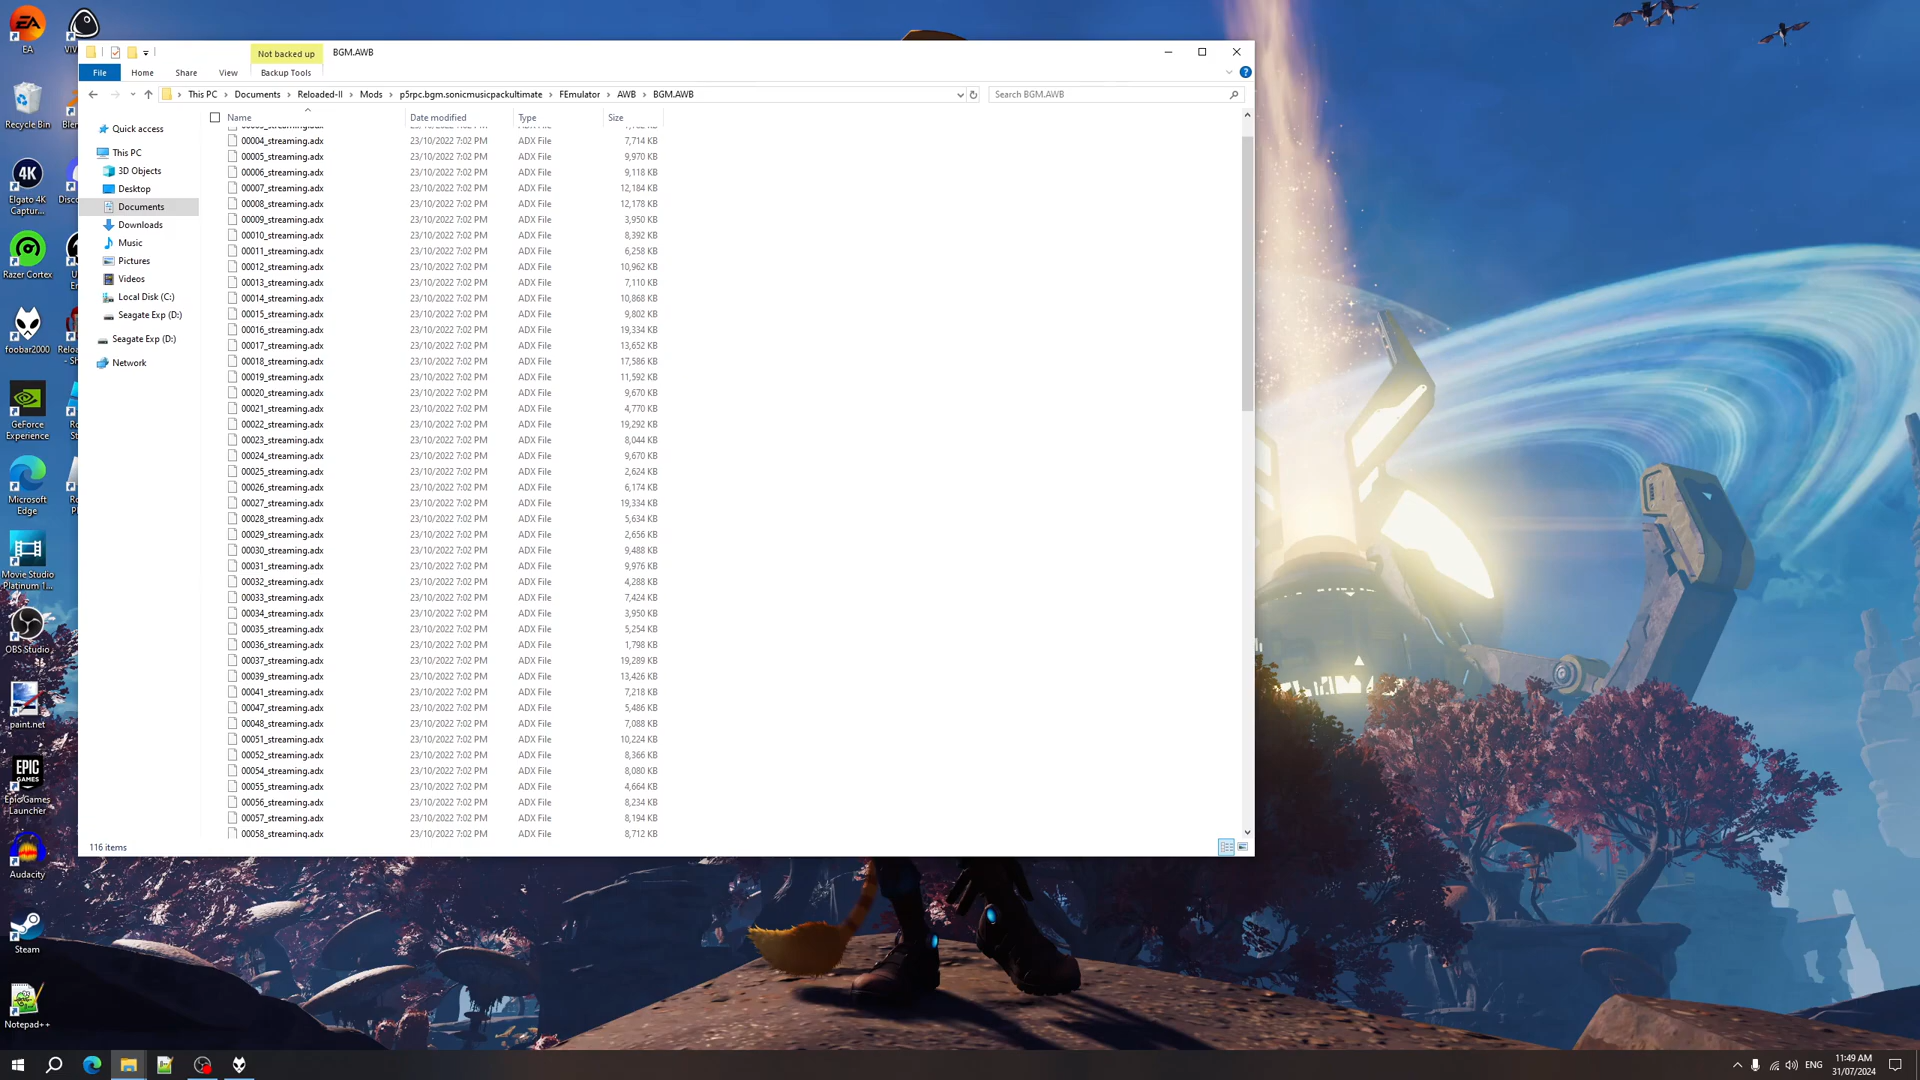 EA
Not backed up
BGM.AWB
File
Home
Share
View
Backup Tools
This PC
Documents
Reloaded-II
Mods
p5rpc.bgm.sonicmusicpackultimate
FEmulator
AWB
BGM.AWB
Search BGM.AWB
Name
Date modified
Type
Size
00004_streaming.adx 23/10/2022 7:02 PM ADX File 7,714 KB
00005_streaming.adx 23/10/2022 7:02 PM ADX File 9,970 KB
00006_streaming.adx 23/10/2022 7:02 PM ADX File 9,118 KB
00007_streaming.adx 23/10/2022 7:02 PM ADX File 12,184 KB
00008_streaming.adx 23/10/2022 7:02 PM ADX File 12,178 KB
00009_streaming.adx 23/10/2022 7:02 PM ADX File 3,950 KB
00010_streaming.adx 23/10/2022 7:02 PM ADX File 8,392 KB
00011_streaming.adx 23/10/2022 7:02 PM ADX File 6,258 KB
00012_streaming.adx 23/10/2022 7:02 PM ADX File 10,962 KB
00013_streaming.adx 23/10/2022 7:02 PM ADX File 7,110 KB
00014_streaming.adx 23/10/2022 7:02 PM ADX File 10,868 KB
00015_streaming.adx 23/10/2022 7:02 PM ADX File 9,802 KB
00016_streaming.adx 23/10/2022 7:02 PM ADX File 19,334 KB
00017_streaming.adx 23/10/2022 7:02 PM ADX File 13,652 KB
00018_streaming.adx 23/10/2022 7:02 PM ADX File 17,586 KB
00019_streaming.adx 23/10/2022 7:02 PM ADX File 11,592 KB
00020_streaming.adx 23/10/2022 7:02 PM ADX File 9,670 KB
00021_streaming.adx 23/10/2022 7:02 PM ADX File 4,770 KB
00022_streaming.adx 23/10/2022 7:02 PM ADX File 19,292 KB
00023_streaming.adx 23/10/2022 7:02 PM ADX File 8,044 KB
00024_streaming.adx 23/10/2022 7:02 PM ADX File 9,670 KB
00025_streaming.adx 23/10/2022 7:02 PM ADX File 2,624 KB
00026_streaming.adx 23/10/2022 7:02 PM ADX File 6,174 KB
00027_streaming.adx 23/10/2022 7:02 PM ADX File 19,334 KB
00028_streaming.adx 23/10/2022 7:02 PM ADX File 5,634 KB
00029_streaming.adx 23/10/2022 7:02 PM ADX File 2,656 KB
00030_streaming.adx 23/10/2022 7:02 PM ADX File 9,488 KB
00031_streaming.adx 23/10/2022 7:02 PM ADX File 9,976 KB
00032_streaming.adx 23/10/2022 7:02 PM ADX File 4,288 KB
00033_streaming.adx 23/10/2022 7:02 PM ADX File 7,424 KB
00034_streaming.adx 23/10/2022 7:02 PM ADX File 3,950 KB
00035_streaming.adx 23/10/2022 7:02 PM ADX File 5,254 KB
00036_streaming.adx 23/10/2022 7:02 PM ADX File 1,798 KB
00037_streaming.adx 23/10/2022 7:02 PM ADX File 19,289 KB
00039_streaming.adx 23/10/2022 7:02 PM ADX File 13,426 KB
00041_streaming.adx 23/10/2022 7:02 PM ADX File 7,218 KB
00047_streaming.adx 23/10/2022 7:02 PM ADX File 5,486 KB
00048_streaming.adx 23/10/2022 7:02 PM ADX File 7,088 KB
00051_streaming.adx 23/10/2022 7:02 PM ADX File 10,224 KB
00052_streaming.adx 23/10/2022 7:02 PM ADX File 8,366 KB
00054_streaming.adx 23/10/2022 7:02 PM ADX File 8,080 KB
00055_streaming.adx 23/10/2022 7:02 PM ADX File 4,664 KB
00056_streaming.adx 23/10/2022 7:02 PM ADX File 8,234 KB
00057_streaming.adx 23/10/2022 7:02 PM ADX File 8,194 KB
00058_streaming.adx 23/10/2022 7:02 PM ADX File 8,712 KB
Quick access
This PC
3D Objects
Desktop
Documents
Downloads
Music
Pictures
Videos
Local Disk (C:)
Seagate Exp (D:)
Seagate Exp (D:)
Network
116 items
Recycle Bin
4K
Elgato 4K
Captur...
Razer Cortex
foobar2000
GeForce
Experience
Microsoft
Edge
Movie Studio
Platinum 1...
OBS Studio
paint.net
EPIC
GAMES
Epic Games
Launcher
Audacity
Steam
Notepad++
ENG
11:49 AM
31/07/2024